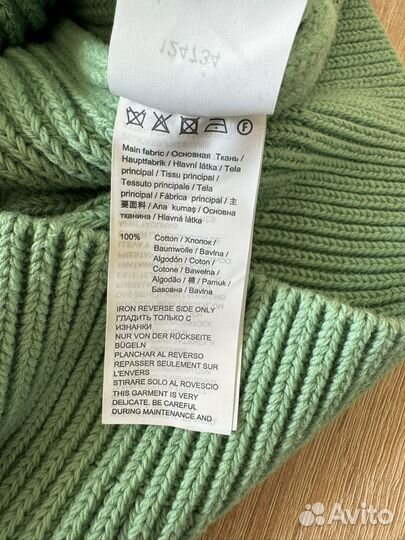 124734
F
Main fabric / Основная Ткань /
Hauptfabrik / Hlavní látka / Tela
principal / Tissu principal /
Tessuto principale / Tela
principal / Fábrica principal / 主
要面料 / Ana kumaş / Основна
тканина / Hlavná látka
100% Cotton / Хлопок /
Baumwolle / Bavlna /
Algodón / Coton /
Cotone / Bawełna /
Algodão / 棉 / Pamuk /
Бавовна / Bavlna
IRON REVERSE SIDE ONLY
ГЛАДИТЬ ТОЛЬКО С
ИЗНАНКИ
NUR VON DER RÜCKSEITE
BÜGELN
PLANCHAR AL REVERSO
REPASSER SEULEMENT SUR
L'ENVERS
STIRARE SOLO AL ROVESCIO
THIS GARMENT IS VERY
DELICATE. BE CAREFUL
DURING MAINTENANCE AND
Avito